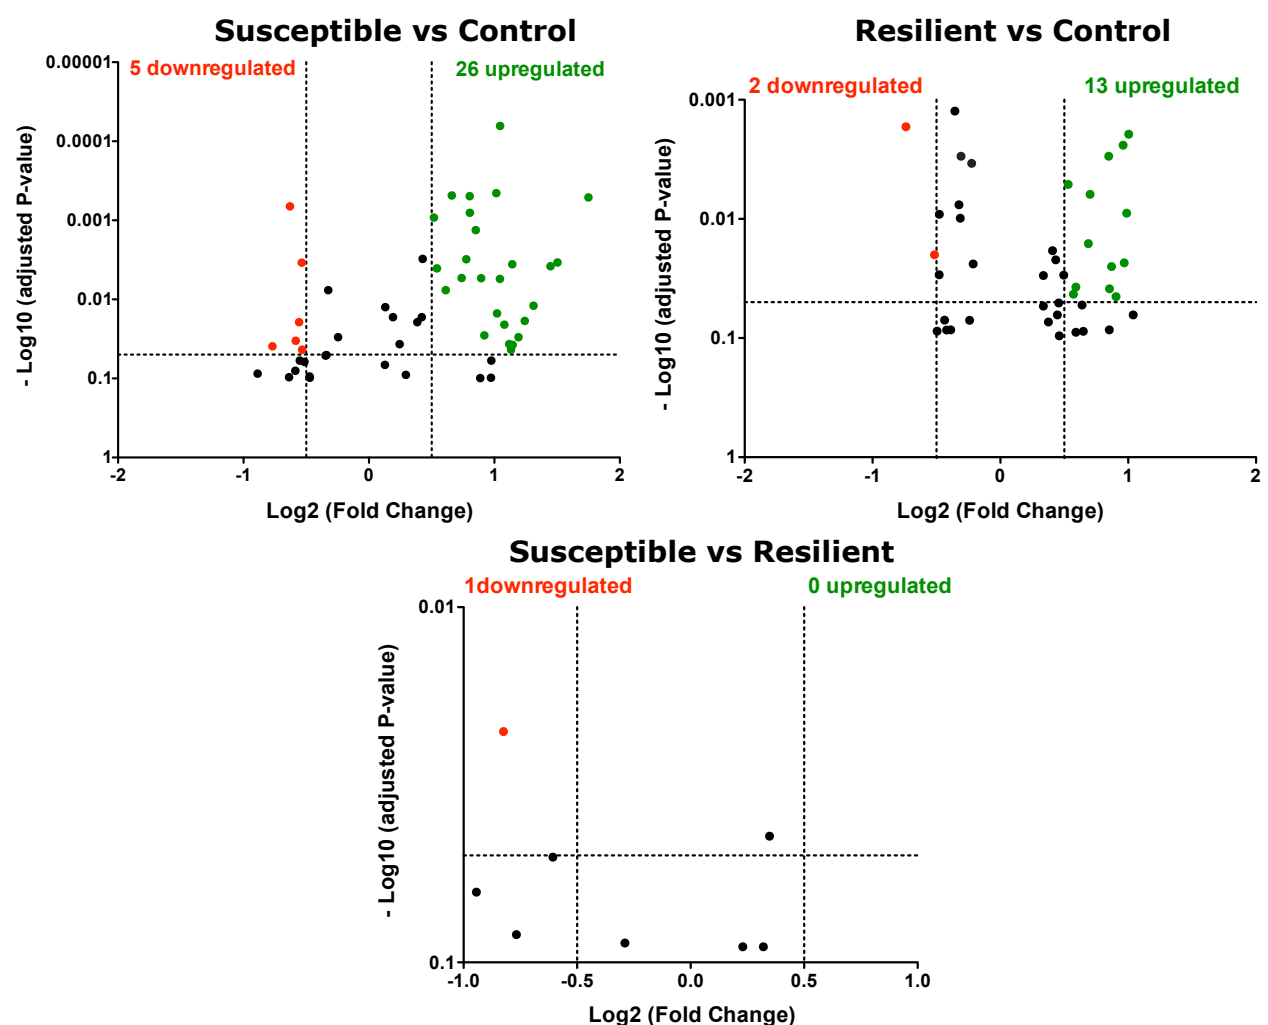 Susceptible vs Control
5 downregulated
26 upregulated
- Log10 (adjusted P-value)
0.00001
0.0001
0.001
0.01
0.1
1
-2
-1
0
1
2
Log2 (Fold Change)
Resilient vs Control
2 downregulated
13 upregulated
- Log10 (adjusted P-value)
0.001
0.01
0.1
1
-2
-1
0
1
2
Log2 (Fold Change)
Susceptible vs Resilient
1downregulated
0 upregulated
- Log10 (adjusted P-value)
0.01
0.1
-1.0
-0.5
0.0
0.5
1.0
Log2 (Fold Change)